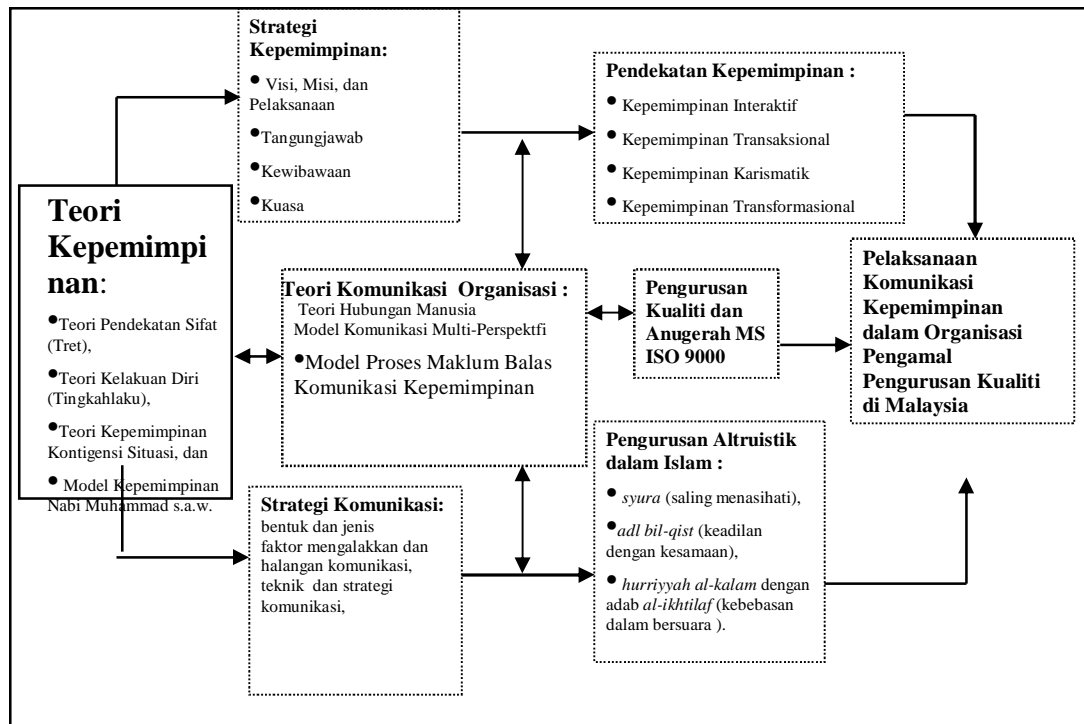 Strategi
Kepemimpinan:
● Visi, Misi, dan
Pelaksanaan
● Tangungjawab
● Kewibawaan
● Kuasa
Pendekatan Kepemimpinan :
● Kepemimpinan Interaktif
● Kepemimpinan Transaksional
● Kepemimpinan Karismatik
● Kepemimpinan Transformasional
Teori
Kepemimpi
nan:
●Teori Pendekatan Sifat
(Tret),
●Teori Kelakuan Diri
(Tingkahlaku),
●Teori Kepemimpinan
Kontigensi Situasi, dan
● Model Kepemimpinan
Nabi Muhammad s.a.w.
Teori Komunikasi Organisasi :
Teori Hubungan Manusia
Model Komunikasi Multi-Perspektfi
●Model Proses Maklum Balas
Komunikasi Kepemimpinan
Pengurusan
Kualiti dan
Anugerah MS
ISO 9000
Pelaksanaan
Komunikasi
Kepemimpinan
dalam Organisasi
Pengamal
Pengurusan Kualiti
di Malaysia
Strategi Komunikasi:
bentuk dan jenis
faktor mengalakkan dan
halangan komunikasi,
teknik dan strategi
komunikasi,
Pengurusan Altruistik
dalam Islam :
● syura (saling menasihati),
●adl bil-qist (keadilan
dengan kesamaan),
● hurriyyah al-kalam dengan
adab al-ikhtilaf (kebebasan
dalam bersuara ).